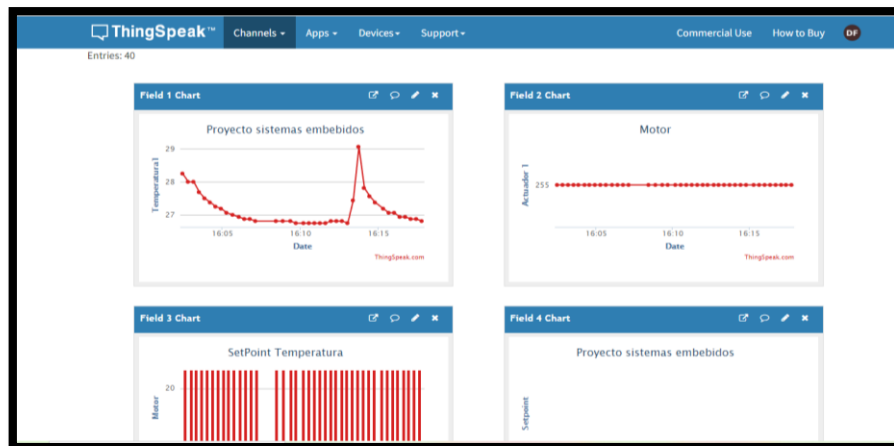 ThingSpeak™ Channels Apps Devices Support Commercial Use How to Buy DF
Entries: 40
Field 1 Chart
Proyecto sistemas embebidos
Temperatura1
29
28
27
16:05 16:10 16:15
Date
ThingSpeak.com
Field 2 Chart
Motor
Actuador 1
255
16:05 16:10 16:15
Date
ThingSpeak.com
Field 3 Chart
SetPoint Temperatura
Motor
20
Field 4 Chart
Proyecto sistemas embebidos
Setpoint